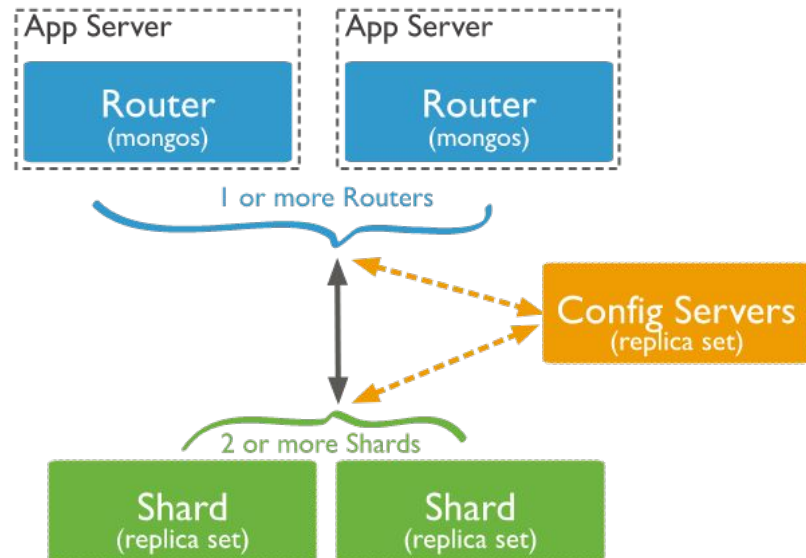 App Server
Router
(mongos)
App Server
Router
(mongos)
1 or more Routers
Config Servers
(replica set)
2 or more Shards
Shard
(replica set)
Shard
(replica set)